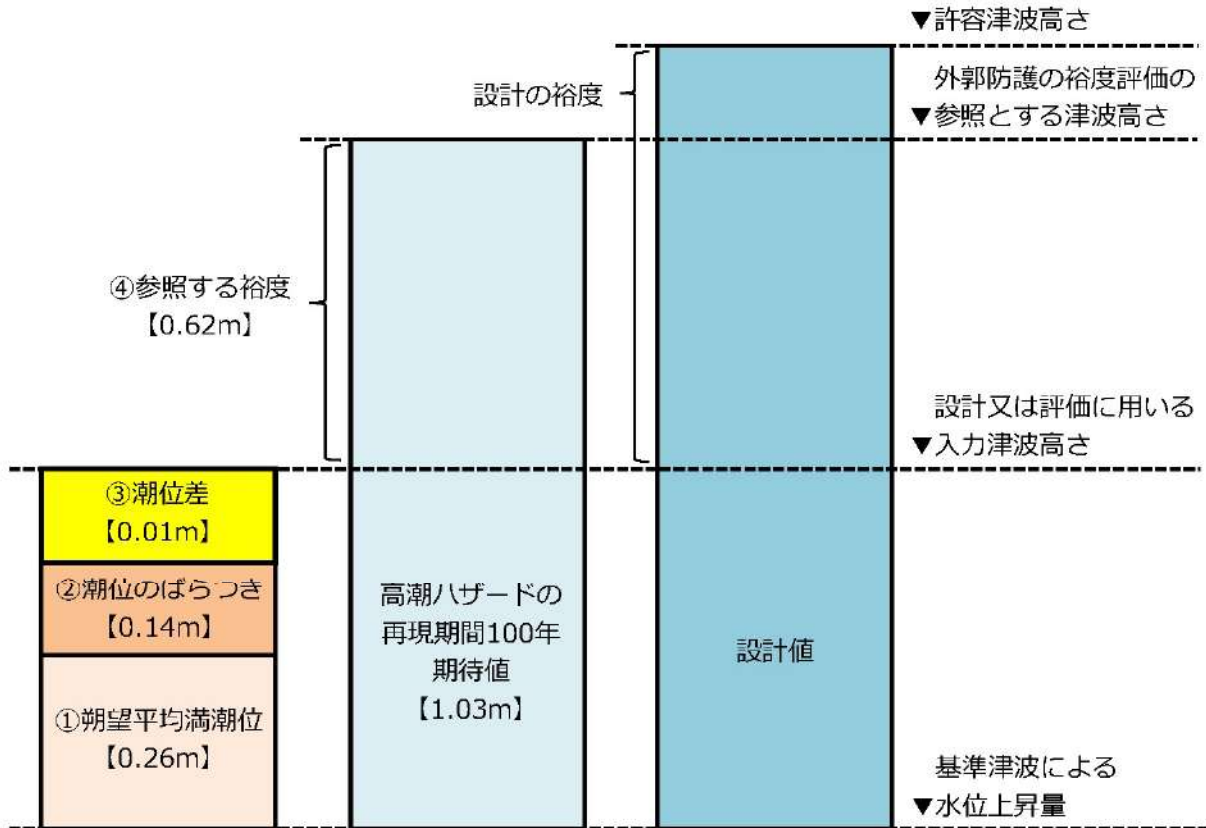 ▼許容津波高さ
外郭防護の裕度評価の
▼参照とする津波高さ
設計の裕度
④参照する裕度
【0.62m】
設計又は評価に用いる
▼入力津波高さ
③潮位差
【0.01m】
②潮位のばらつき
【0.14m】
①朔望平均満潮位
【0.26m】
高潮ハザードの
再現期間100年
期待値
【1.03m】
設計値
基準津波による
▼水位上昇量